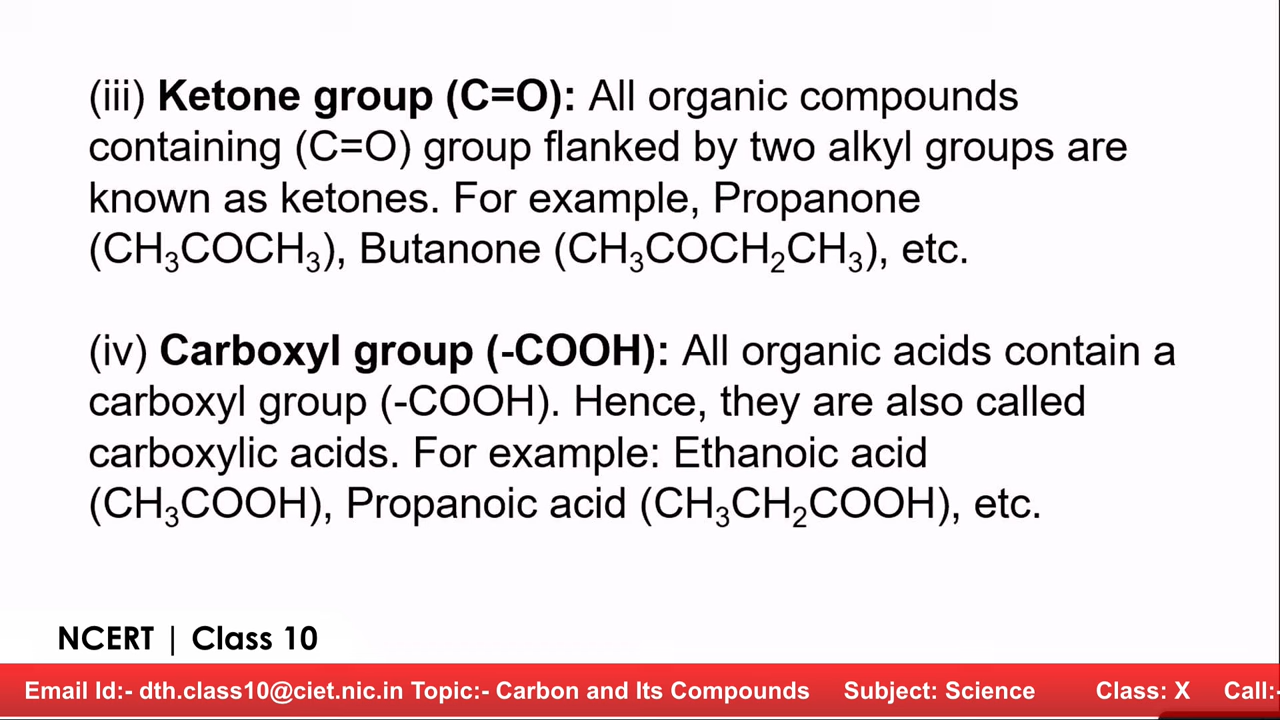 (iii) Ketone group (C=O): All organic compounds
containing (C=O) group flanked by two alkyl groups are
known as ketones. For example, Propanone
(CH₃COCH₃), Butanone (CH₃COCH₂CH₃), etc.
(iv) Carboxyl group (-COOH): All organic acids contain a
carboxyl group (-COOH). Hence, they are also called
carboxylic acids. For example: Ethanoic acid
(CH₃COOH), Propanoic acid (CH₃CH₂COOH), etc.
NCERT | Class 10
Email Id:- dth.class10@ciet.nic.in Topic:- Carbon and Its Compounds Subject: Science Class: X Call:-